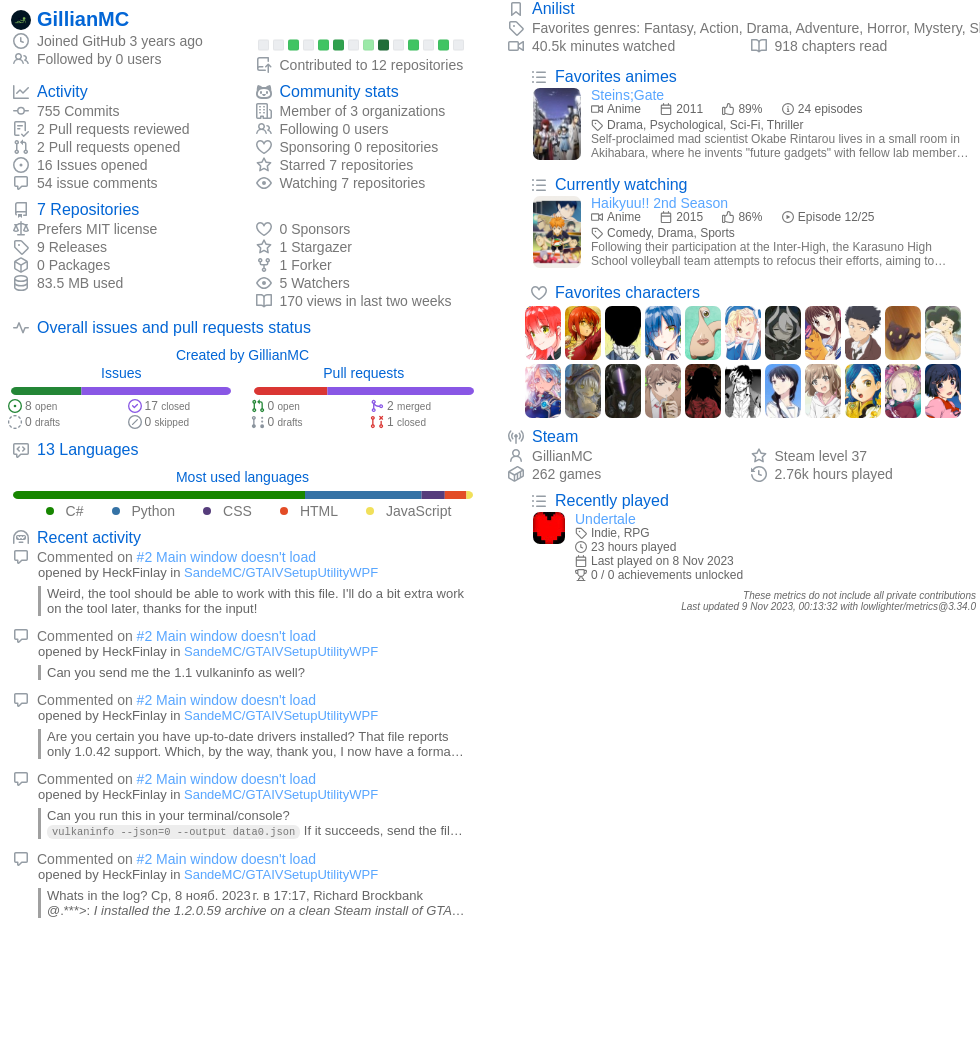 GillianMC
Joined GitHub 3 years ago
Followed by 0 users
Contributed to 12 repositories
Activity
755 Commits
2 Pull requests reviewed
2 Pull requests opened
16 Issues opened
54 issue comments
Community stats
Member of 3 organizations
Following 0 users
Sponsoring 0 repositories
Starred 7 repositories
Watching 7 repositories
7 Repositories
Prefers MIT license
9 Releases
0 Packages
83.5 MB used
0 Sponsors
1 Stargazer
1 Forker
5 Watchers
170 views in last two weeks
Overall issues and pull requests status
Created by GillianMC
Issues
8 open
17 closed
0 drafts
0 skipped
Pull requests
0 open
2 merged
0 drafts
1 closed
13 Languages
Most used languages
C# Python CSS HTML JavaScript
Recent activity
Commented on #2 Main window doesn't load
opened by HeckFinlay in SandeMC/GTAIVSetupUtilityWPF
Weird, the tool should be able to work with this file. I'll do a bit extra work
on the tool later, thanks for the input!
Commented on #2 Main window doesn't load
opened by HeckFinlay in SandeMC/GTAIVSetupUtilityWPF
Can you send me the 1.1 vulkaninfo as well?
Commented on #2 Main window doesn't load
opened by HeckFinlay in SandeMC/GTAIVSetupUtilityWPF
Are you certain you have up-to-date drivers installed? That file reports
only 1.0.42 support. Which, by the way, thank you, I now have a forma…
Commented on #2 Main window doesn't load
opened by HeckFinlay in SandeMC/GTAIVSetupUtilityWPF
Can you run this in your terminal/console?
vulkaninfo --json=0 --output data0.json If it succeeds, send the fil…
Commented on #2 Main window doesn't load
opened by HeckFinlay in SandeMC/GTAIVSetupUtilityWPF
Whats in the log? Ср, 8 нояб. 2023 г. в 17:17, Richard Brockbank
@.***>: I installed the 1.2.0.59 archive on a clean Steam install of GTA…
Anilist
Favorites genres: Fantasy, Action, Drama, Adventure, Horror, Mystery, Sl
40.5k minutes watched
918 chapters read
Favorites animes
Steins;Gate
Anime 2011 89% 24 episodes
Drama, Psychological, Sci-Fi, Thriller
Self-proclaimed mad scientist Okabe Rintarou lives in a small room in
Akihabara, where he invents "future gadgets" with fellow lab member…
Currently watching
Haikyuu!! 2nd Season
Anime 2015 86% Episode 12/25
Comedy, Drama, Sports
Following their participation at the Inter-High, the Karasuno High
School volleyball team attempts to refocus their efforts, aiming to…
Favorites characters
Steam
GillianMC
Steam level 37
262 games
2.76k hours played
Recently played
Undertale
Indie, RPG
23 hours played
Last played on 8 Nov 2023
0 / 0 achievements unlocked
These metrics do not include all private contributions
Last updated 9 Nov 2023, 00:13:32 with lowlighter/metrics@3.34.0